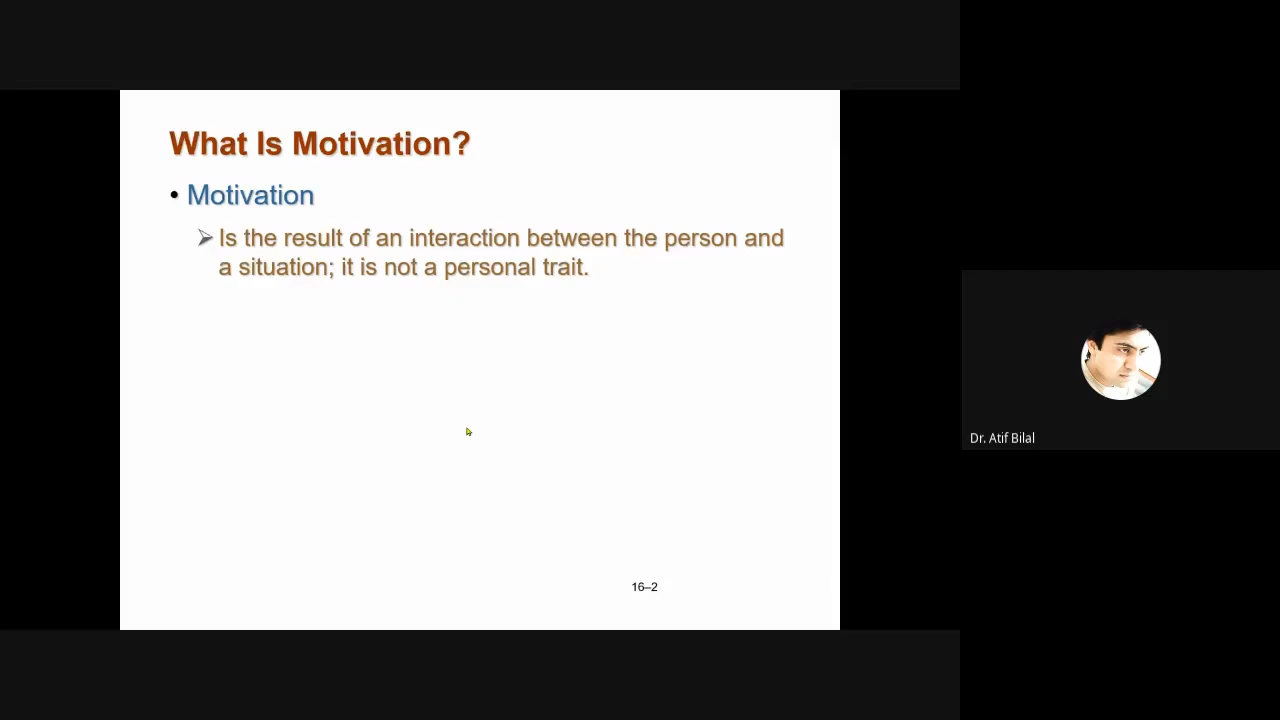 What Is Motivation?
• Motivation
➢ Is the result of an interaction between the person and
a situation; it is not a personal trait.
16–2
Dr. Atif Bilal